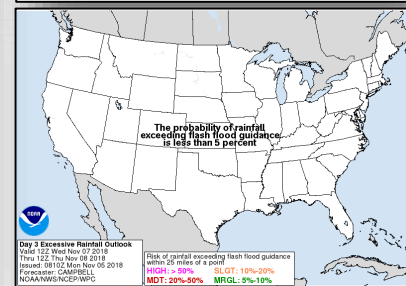 The probability of rainfall
exceeding flash flood guidance
is less than 5 percent
NOAA
Day 3 Excessive Rainfall Outlook
Valid 12Z Wed Nov 07 2018
Thru 12Z Thu Nov 08 2018
Issued: 0810Z Mon Nov 05 2018
Forecaster: CAMPBELL
NOAA/NWS/NCEP/WPC
Risk of rainfall exceeding flash flood guidance
within 25 miles of a point
HIGH: > 50% SLGT: 10%-20%
MDT: 20%-50% MRGL: 5%-10%